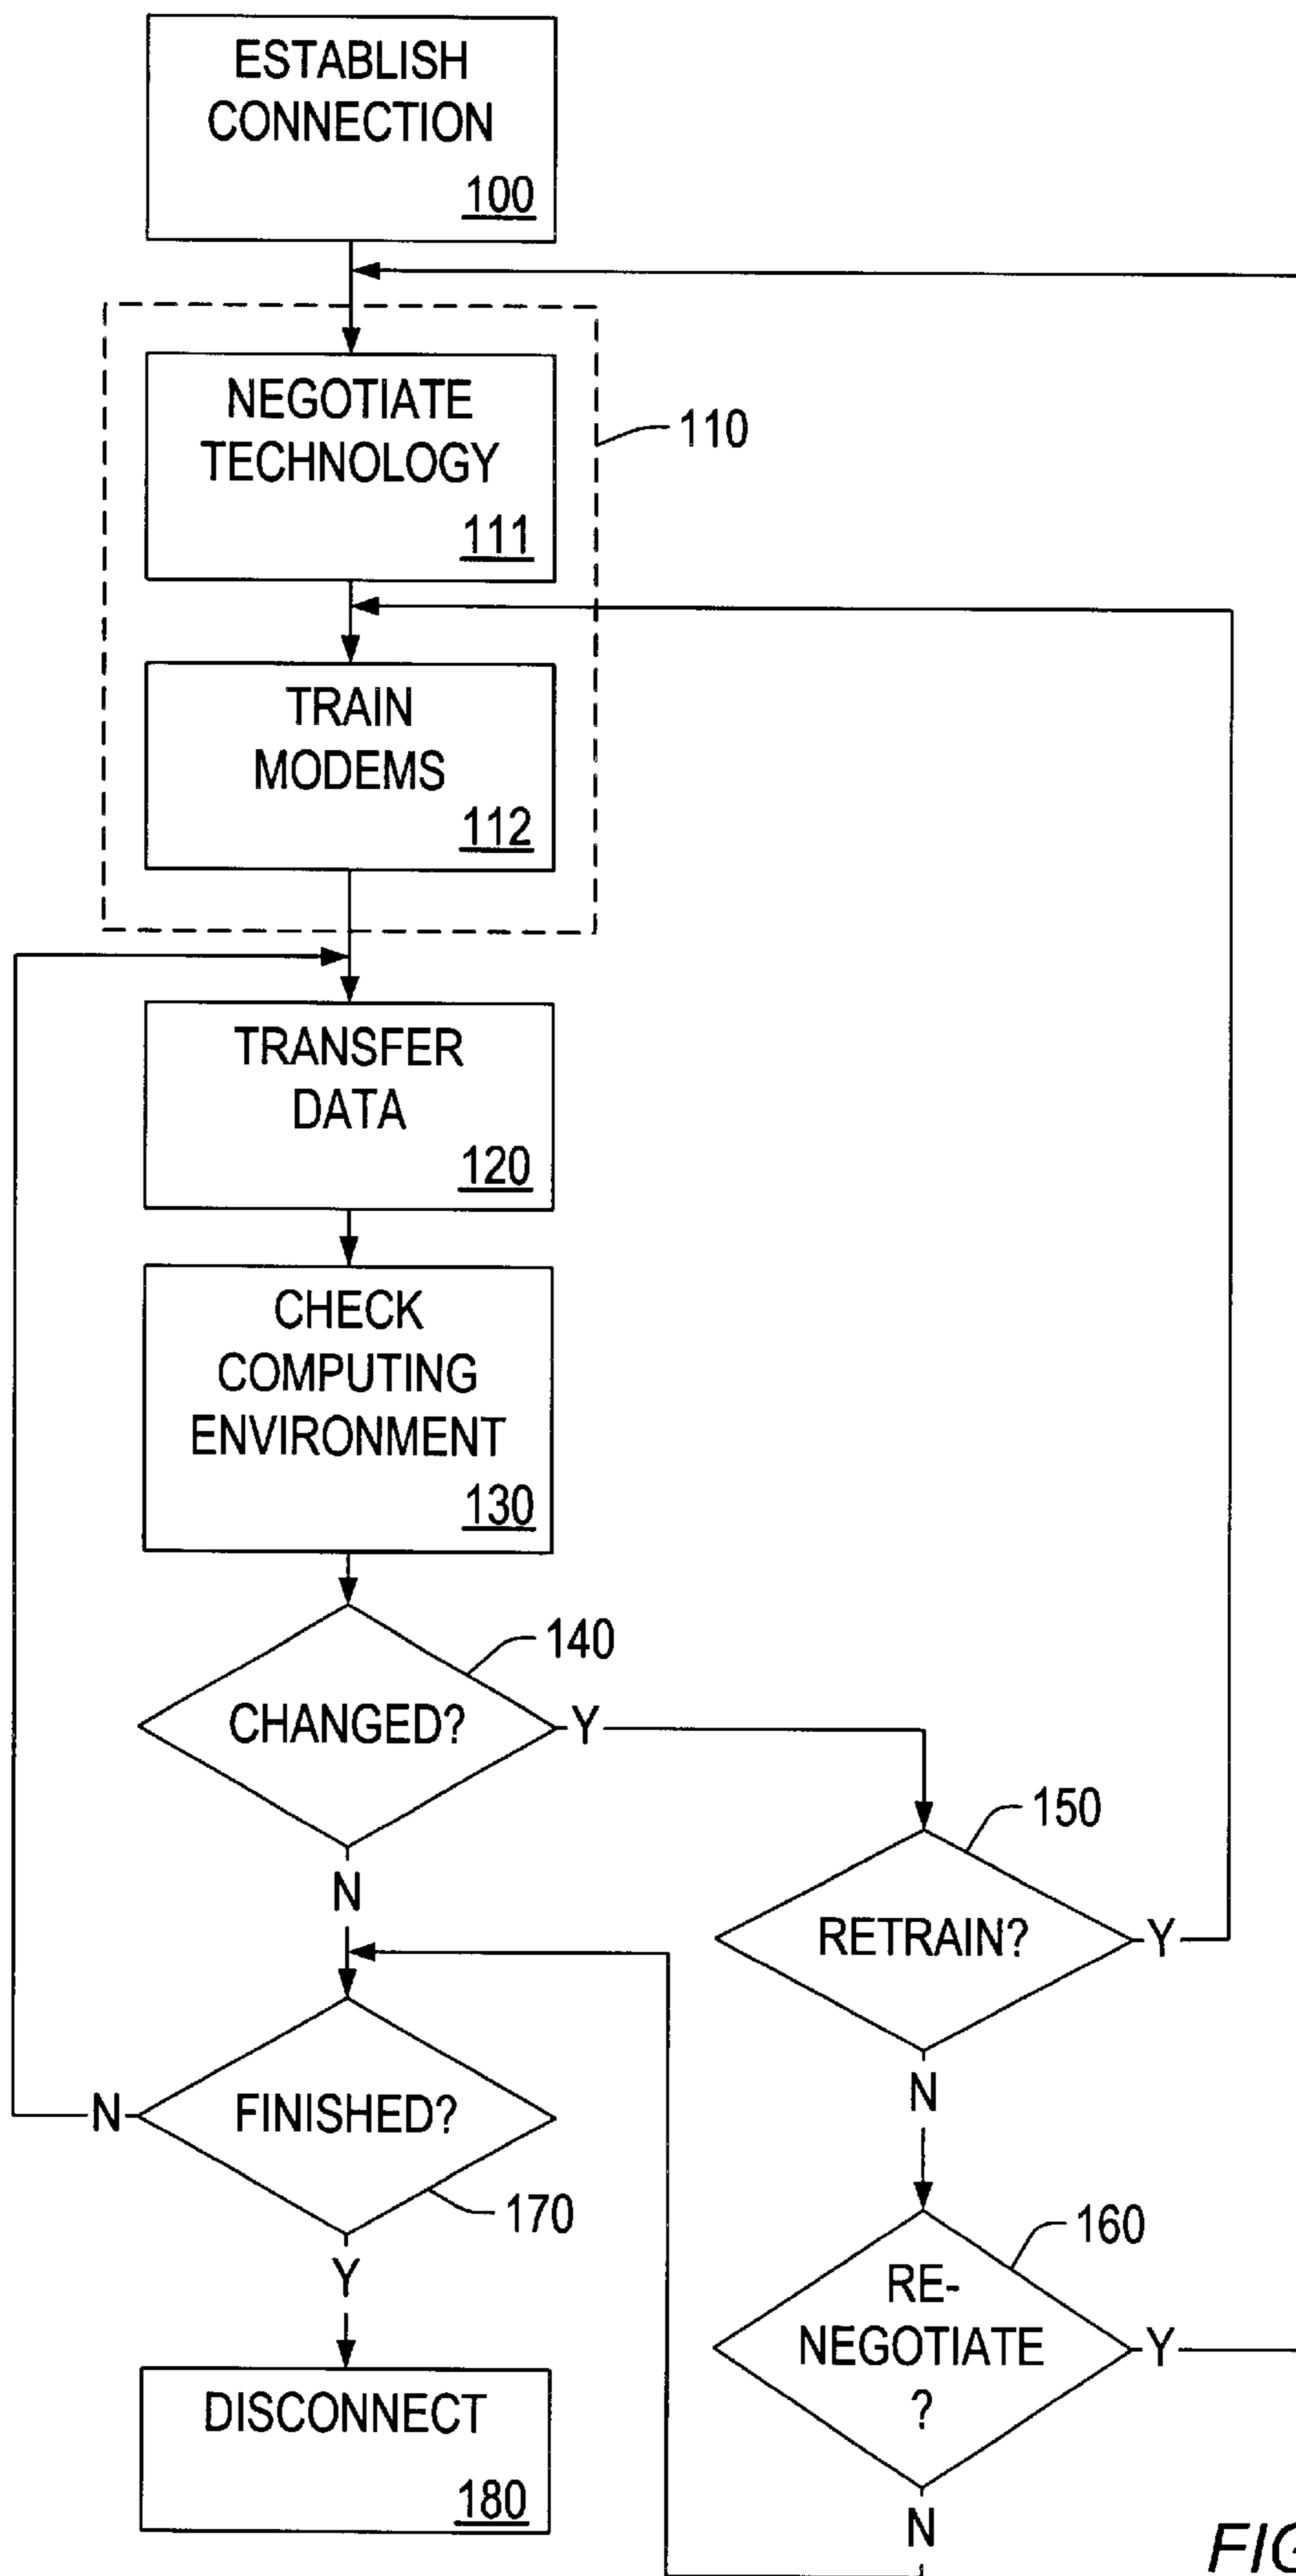 ESTABLISH
CONNECTION
100
NEGOTIATE
TECHNOLOGY
111
110
TRAIN
MODEMS
112
TRANSFER
DATA
120
CHECK
COMPUTING
ENVIRONMENT
130
140
CHANGED?
Y
N
150
RETRAIN?
Y
N
FINISHED?
N
170
Y
160
RE-
NEGOTIATE
?
Y
N
DISCONNECT
180
FIG